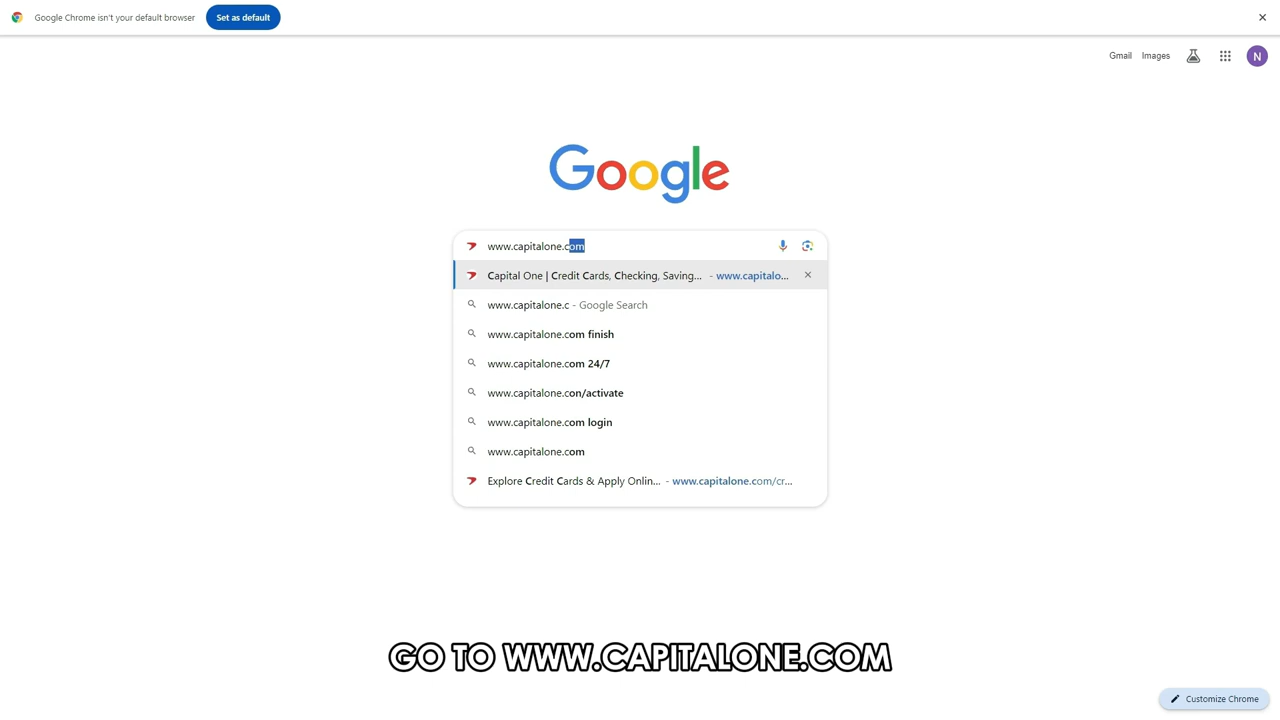 Google Chrome isn't your default browser
Set as default
Gmail
Images
N
Google
www.capitalone.com
Capital One | Credit Cards, Checking, Saving... - www.capitalo...
www.capitalone.c - Google Search
www.capitalone.com finish
www.capitalone.com 24/7
www.capitalone.con/activate
www.capitalone.com login
www.capitalone.com
Explore Credit Cards & Apply Onlin... - www.capitalone.com/cr...
GO TO WWW.CAPITALONE.COM
Customize Chrome